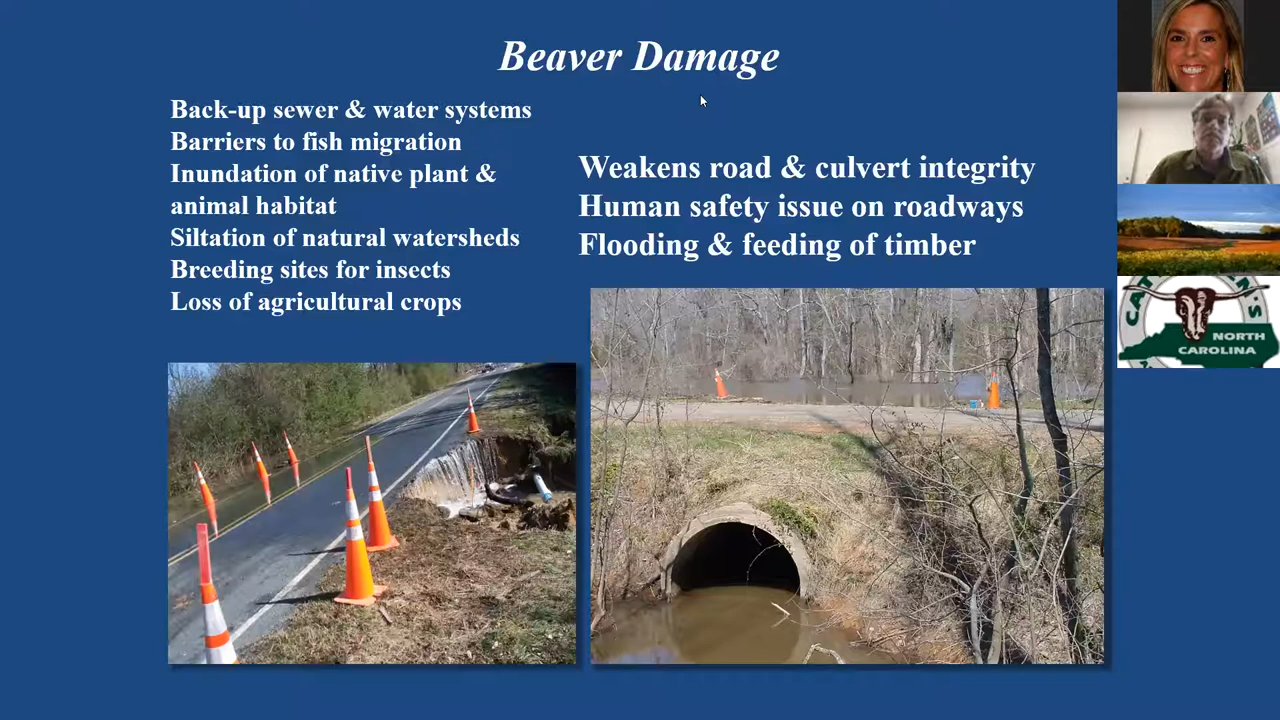 Beaver Damage
Back-up sewer & water systems
Barriers to fish migration
Inundation of native plant &
animal habitat
Siltation of natural watersheds
Breeding sites for insects
Loss of agricultural crops
Weakens road & culvert integrity
Human safety issue on roadways
Flooding & feeding of timber
NORTH
CAROLINA